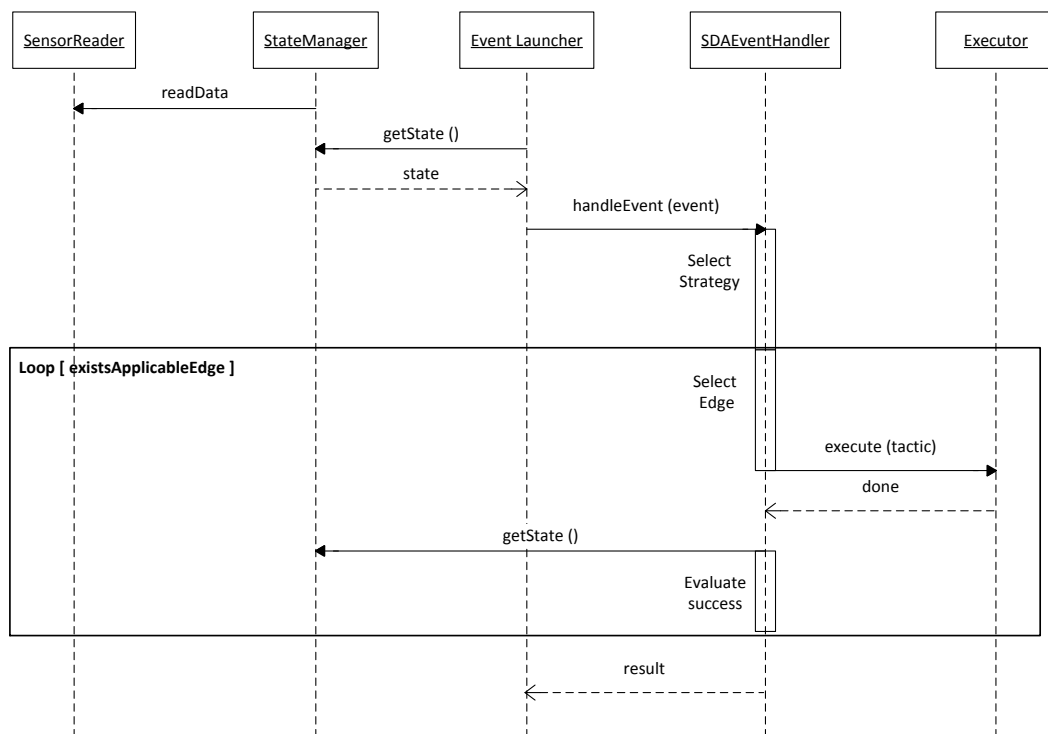 SensorReader
StateManager
Event Launcher
SDAEventHandler
Executor
readData
getState ()
state
handleEvent (event)
Select
Strategy
Loop [ existsApplicableEdge ]
Select
Edge
execute (tactic)
done
getState ()
Evaluate
success
result